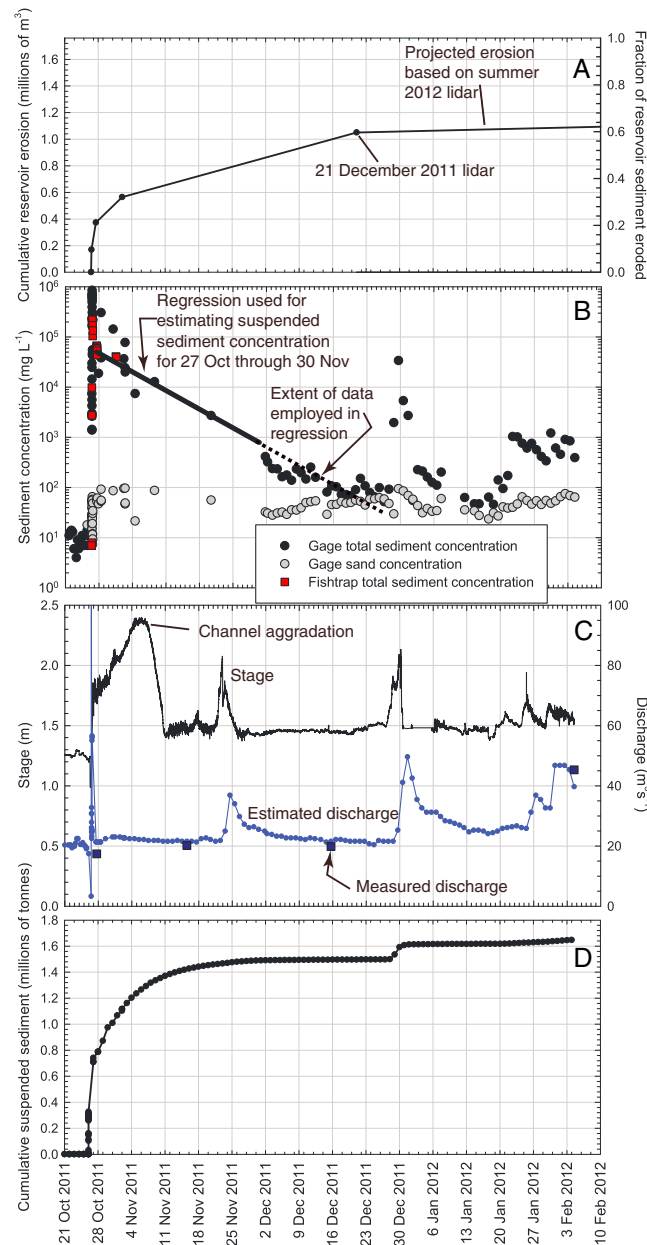 A
Cumulative reservoir erosion (millions of m³)
1.6
1.4
1.2
1.0
0.8
0.6
0.4
0.2
0.0
Projected erosion
based on summer
2012 lidar
21 December 2011 lidar
1.0
0.8
0.6
0.4
0.2
0.0
Fraction of reservoir
sediment eroded
B
Sediment concentration (mg L⁻¹)
10⁶
10⁵
10⁴
10³
10²
10¹
10⁰
Regression used for
estimating suspended
sediment concentration
for 27 Oct through 30 Nov
Extent of data
employed in
regression
Gage total sediment concentration
Gage sand concentration
Fishtrap total sediment concentration
C
Stage (m)
2.5
2.0
1.5
1.0
0.5
0.0
Channel aggradation
Stage
Estimated discharge
Measured discharge
100
80
60
40
20
0
Discharge (m³s⁻¹)
D
Cumulative suspended sediment (millions of tonnes)
1.8
1.6
1.4
1.2
1.0
0.8
0.6
0.4
0.2
0.0
21 Oct 2011
28 Oct 2011
4 Nov 2011
11 Nov 2011
18 Nov 2011
25 Nov 2011
2 Dec 2011
9 Dec 2011
16 Dec 2011
23 Dec 2011
30 Dec 2011
6 Jan 2012
13 Jan 2012
20 Jan 2012
27 Jan 2012
3 Feb 2012
10 Feb 2012